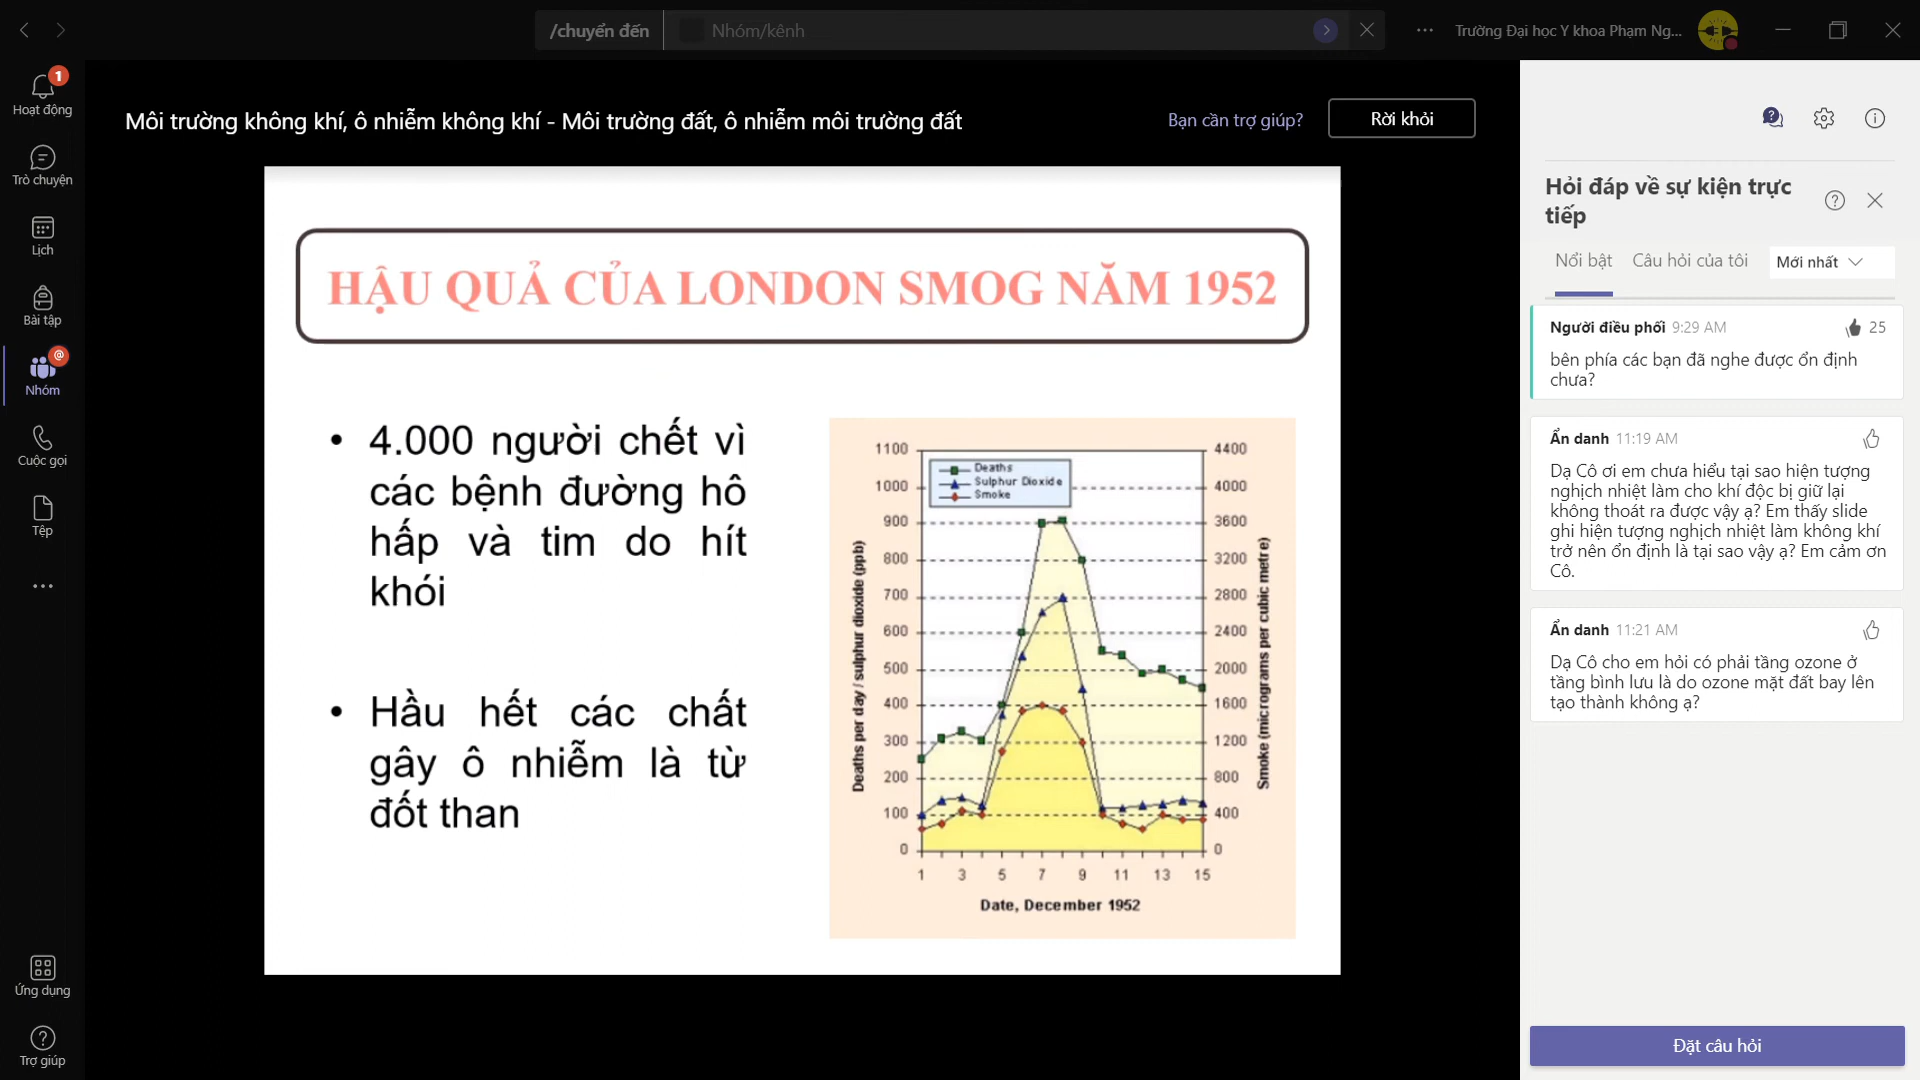 /chuyển đến
Nhóm/kênh
Trường Đại học Y khoa Phạm Ng...
1
Hoạt động
Trò chuyện
Lịch
Bài tập
@
Nhóm
Cuộc gọi
Tệp
Ứng dụng
Trợ giúp
Môi trường không khí, ô nhiễm không khí - Môi trường đất, ô nhiễm môi trường đất
Bạn cần trợ giúp?
Rời khỏi
HẬU QUẢ CỦA LONDON SMOG NĂM 1952
• 4.000 người chết vì
các bệnh đường hô
hấp và tim do hít
khói
• Hầu hết các chất
gây ô nhiễm là từ
đốt than
Deaths
Sulphur Dioxide
Smoke
Deaths per day / sulphur dioxide (ppb)
1100
1000
900
800
700
600
500
400
300
200
100
0
4400
4000
3600
3200
2800
2400
2000
1600
1200
800
400
0
Smoke (micrograms per cubic metre)
1 3 5 7 9 11 13 15
Date, December 1952
Hỏi đáp về sự kiện trực
tiếp
Nổi bật
Câu hỏi của tôi
Mới nhất
Người điều phối 9:29 AM 25
bên phía các bạn đã nghe được ổn định
chưa?
Ẩn danh 11:19 AM
Dạ Cô ơi em chưa hiểu tại sao hiện tượng
nghịch nhiệt làm cho khí độc bị giữ lại
không thoát ra được vậy ạ? Em thấy slide
ghi hiện tượng nghịch nhiệt làm không khí
trở nên ổn định là tại sao vậy ạ? Em cảm ơn
Cô.
Ẩn danh 11:21 AM
Dạ Cô cho em hỏi có phải tầng ozone ở
tầng bình lưu là do ozone mặt đất bay lên
tạo thành không ạ?
Đặt câu hỏi